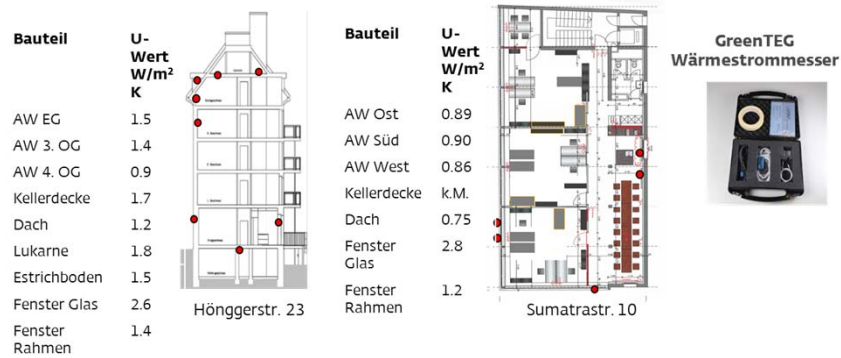 Bauteil U-Wert W/m² K
AW EG 1.5
AW 3. OG 1.4
AW 4. OG 0.9
Kellerdecke 1.7
Dach 1.2
Lukarne 1.8
Estrichboden 1.5
Fenster Glas 2.6
Fenster Rahmen 1.4
Hönggerstr. 23
Bauteil U-Wert W/m² K
AW Ost 0.89
AW Süd 0.90
AW West 0.86
Kellerdecke k.M.
Dach 0.75
Fenster Glas 2.8
Fenster Rahmen 1.2
Sumatrastr. 10
GreenTEG
Wärmestrommesser